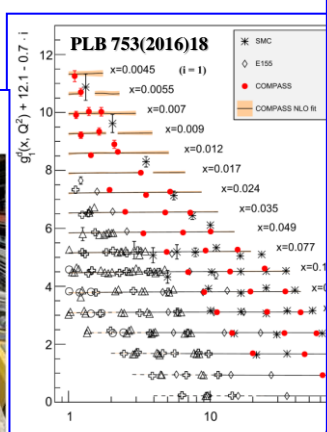 PLB 753(2016)18
(i = 1)
SMC
E155
COMPASS
COMPASS NLO fit
g₁ᵈ(x, Q²) + 12.1 - 0.7 · i
12
10
8
6
4
2
0
x=0.0045
x=0.0055
x=0.007
x=0.009
x=0.012
x=0.017
x=0.024
x=0.035
x=0.049
x=0.077
1
10